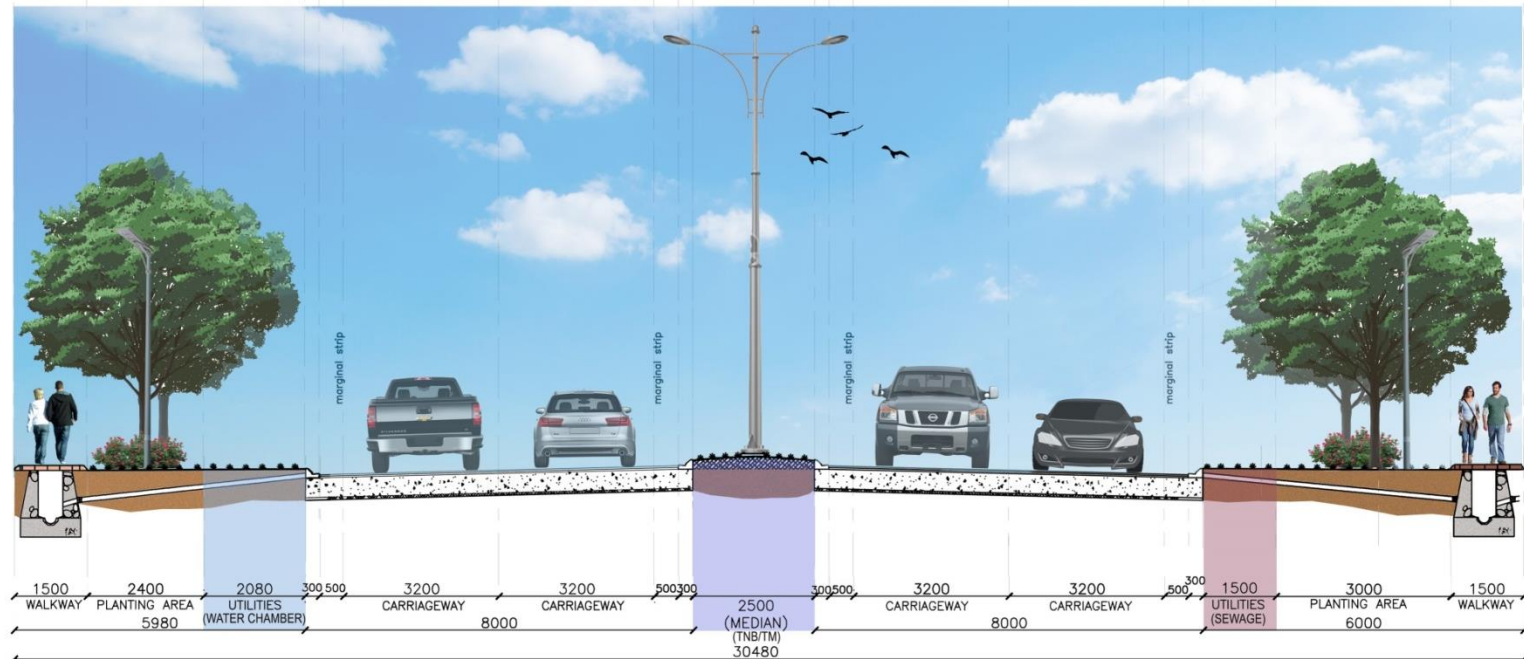 marginal strip
marginal strip
marginal strip
marginal strip
1500 2400 2080 300 500 3200 3200 500 300 2500 300 500 3200 3200 500 300 1500 3000 1500
WALKWAY PLANTING AREA UTILITIES CARRIAGEWAY CARRIAGEWAY (MEDIAN) CARRIAGEWAY CARRIAGEWAY UTILITIES PLANTING AREA WALKWAY
(WATER CHAMBER) (TNB/TM) (SEWAGE)
5980 8000 8000 6000
30480